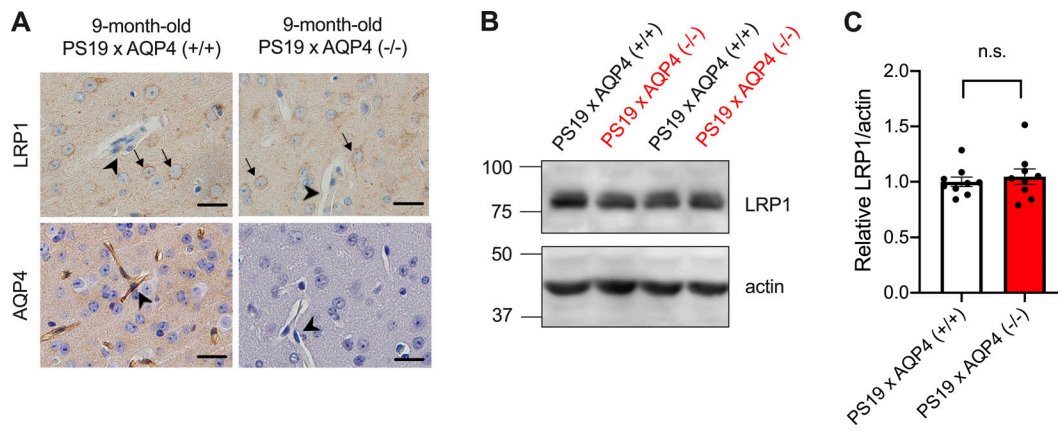 A
9-month-old
PS19 x AQP4 (+/+)
9-month-old
PS19 x AQP4 (-/-)
LRP1
AQP4
B
PS19 x AQP4 (+/+)
PS19 x AQP4 (-/-)
PS19 x AQP4 (+/+)
PS19 x AQP4 (-/-)
100
75
LRP1
50
37
actin
C
n.s.
Relative LRP1/actin
2.0
1.5
1.0
0.5
0.0
PS19 x AQP4 (+/+)
PS19 x AQP4 (-/-)